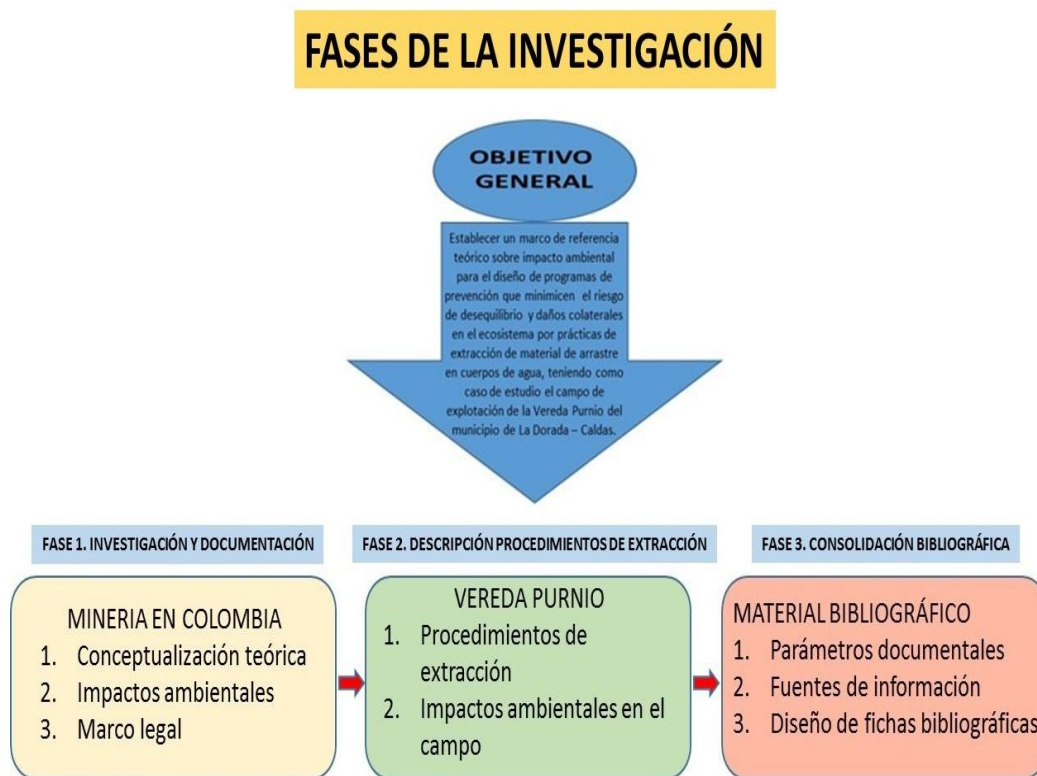 FASES DE LA INVESTIGACIÓN
OBJETIVO
GENERAL
Establecer un marco de referencia
teórico sobre impacto ambiental
para el diseño de programas de
prevención que minimicen el riesgo
de desequilibrio y daños colaterales
en el ecosistema por prácticas de
extracción de material de arrastre
en cuerpos de agua, teniendo como
caso de estudio el campo de
explotación de la Vereda Purnio del
municipio de La Dorada – Caldas.
FASE 1. INVESTIGACIÓN Y DOCUMENTACIÓN
MINERIA EN COLOMBIA
1. Conceptualización teórica
2. Impactos ambientales
3. Marco legal
FASE 2. DESCRIPCIÓN PROCEDIMIENTOS DE EXTRACCIÓN
VEREDA PURNIO
1. Procedimientos de
extracción
2. Impactos ambientales en el
campo
FASE 3. CONSOLIDACIÓN BIBLIOGRÁFICA
MATERIAL BIBLIOGRÁFICO
1. Parámetros documentales
2. Fuentes de información
3. Diseño de fichas bibliográficas